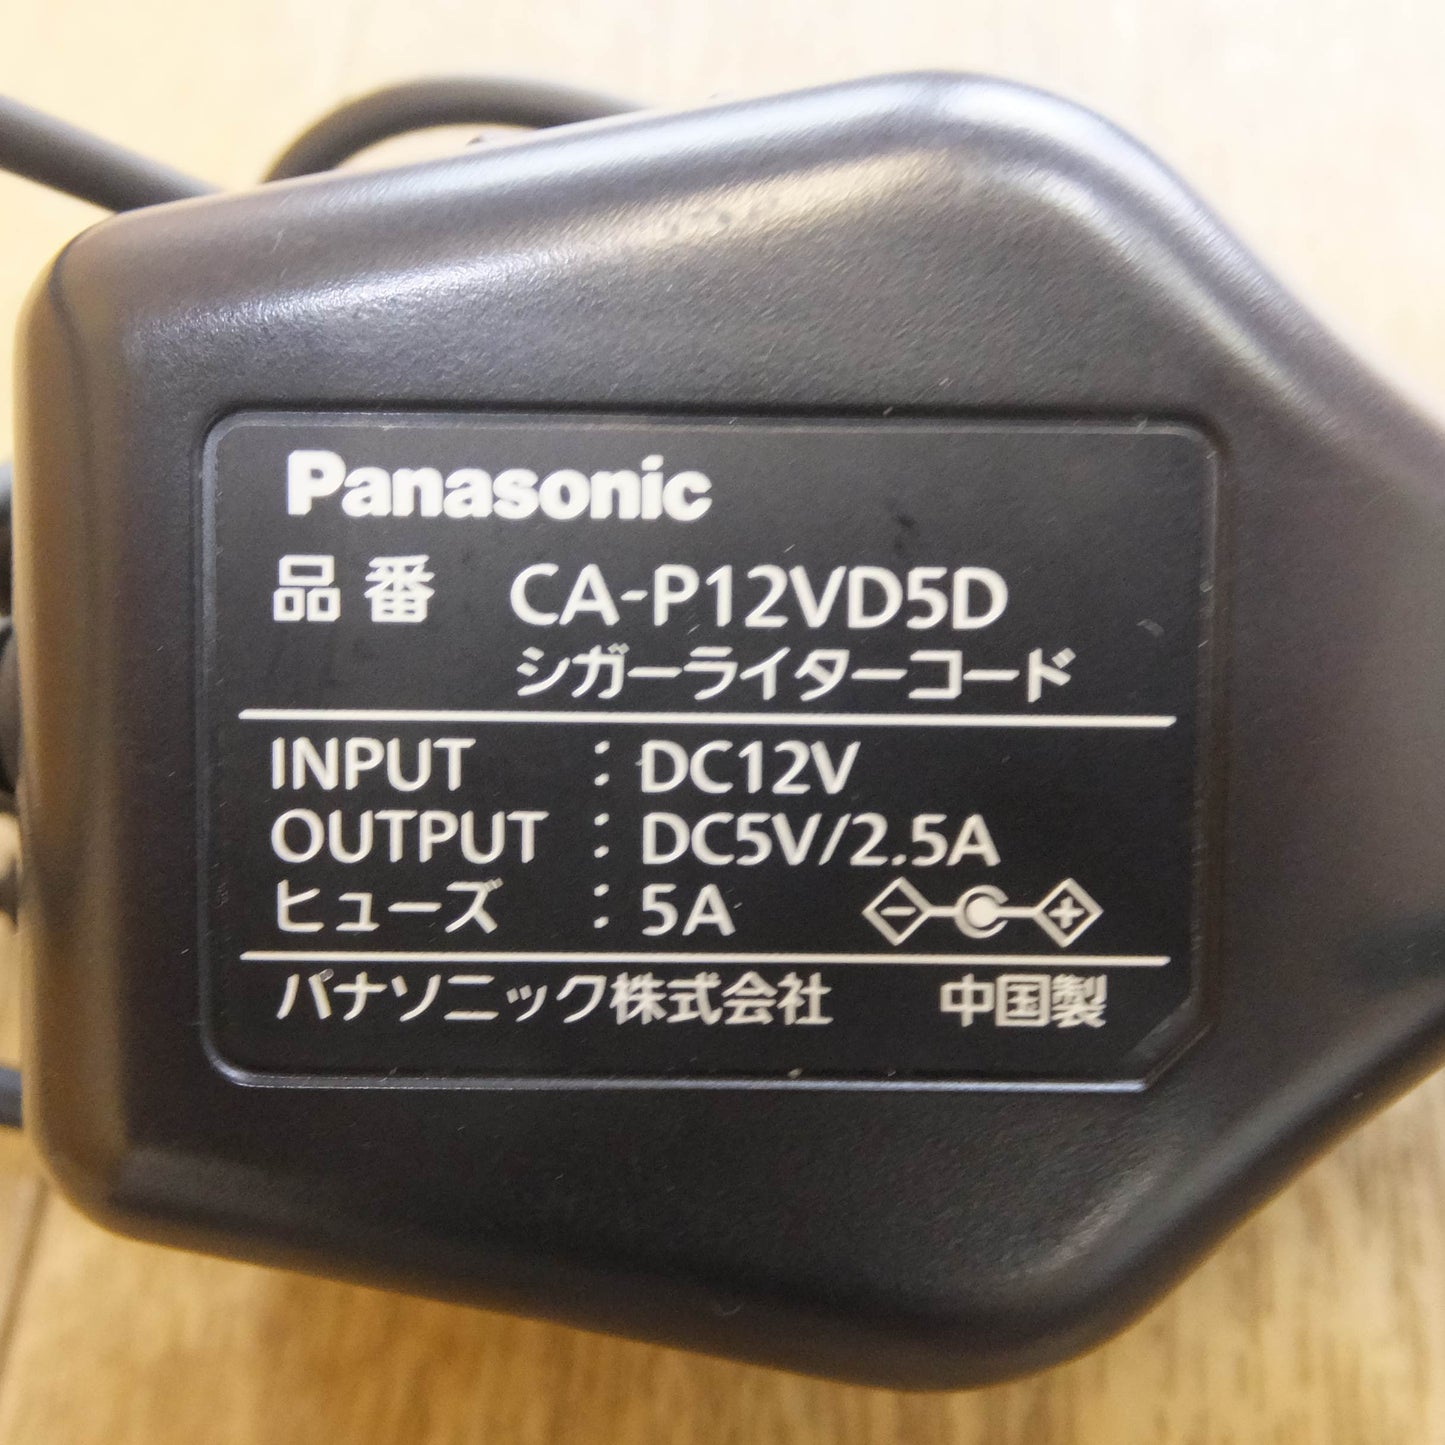 Panasonic
品番 CA-P12VD5D
シガーライターコード
INPUT : DC12V
OUTPUT : DC5V/2.5A
ヒューズ : 5A
パナソニック株式会社 中国製